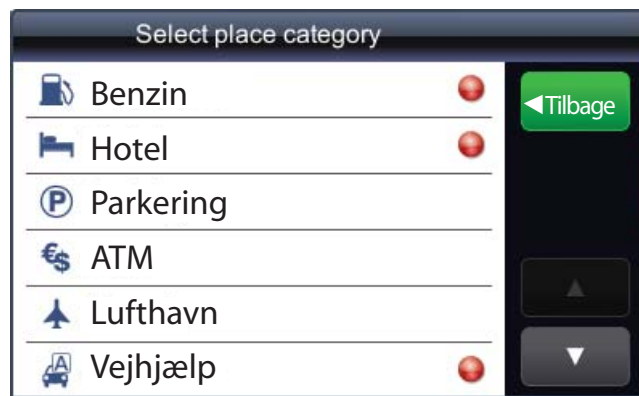 Select place category
Benzin
Tilbage
Hotel
Parkering
ATM
Lufthavn
Vejhjælp